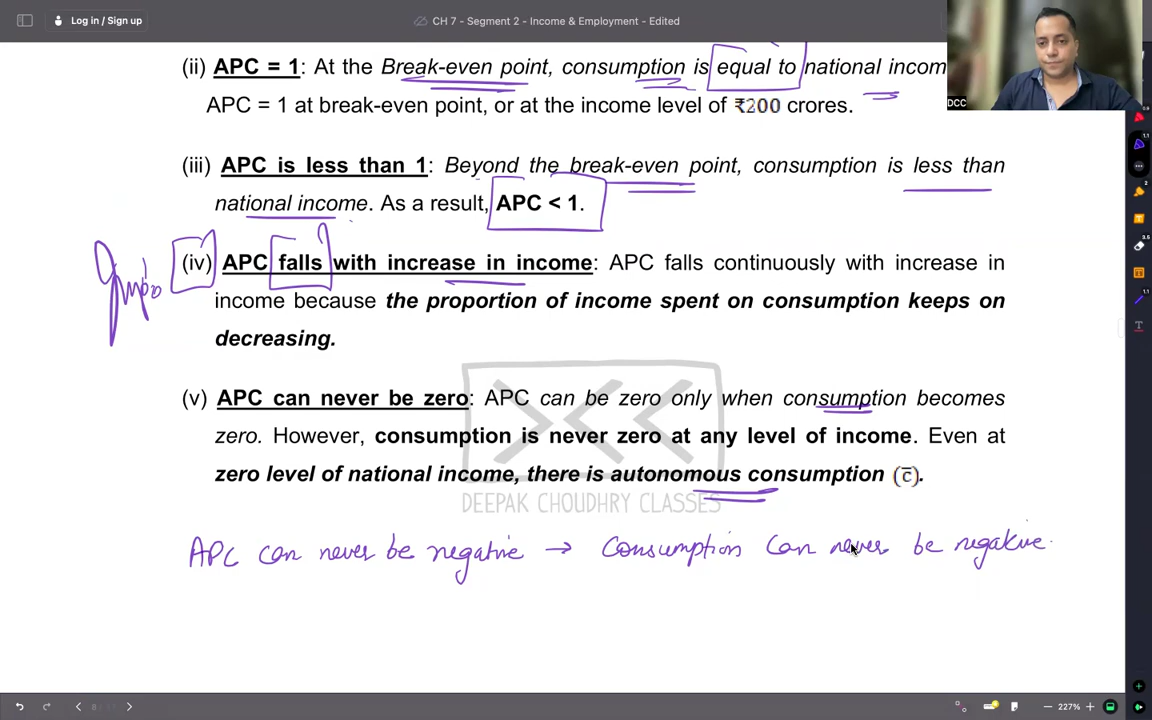 Log in / Sign up
CH 7 - Segment 2 - Income & Employment - Edited
(ii) APC = 1: At the Break-even point, consumption is equal to national incom
APC = 1 at break-even point, or at the income level of ₹200 crores.
DCC
(iii) APC is less than 1: Beyond the break-even point, consumption is less than
national income. As a result, APC < 1.
(iv) APC falls with increase in income: APC falls continuously with increase in
income because the proportion of income spent on consumption keeps on
decreasing.
(v) APC can never be zero: APC can be zero only when consumption becomes
zero. However, consumption is never zero at any level of income. Even at
zero level of national income, there is autonomous consumption (c̄).
DEEPAK CHOUDHRY CLASSES
APC can never be negative → Consumption can never be negative.
227%